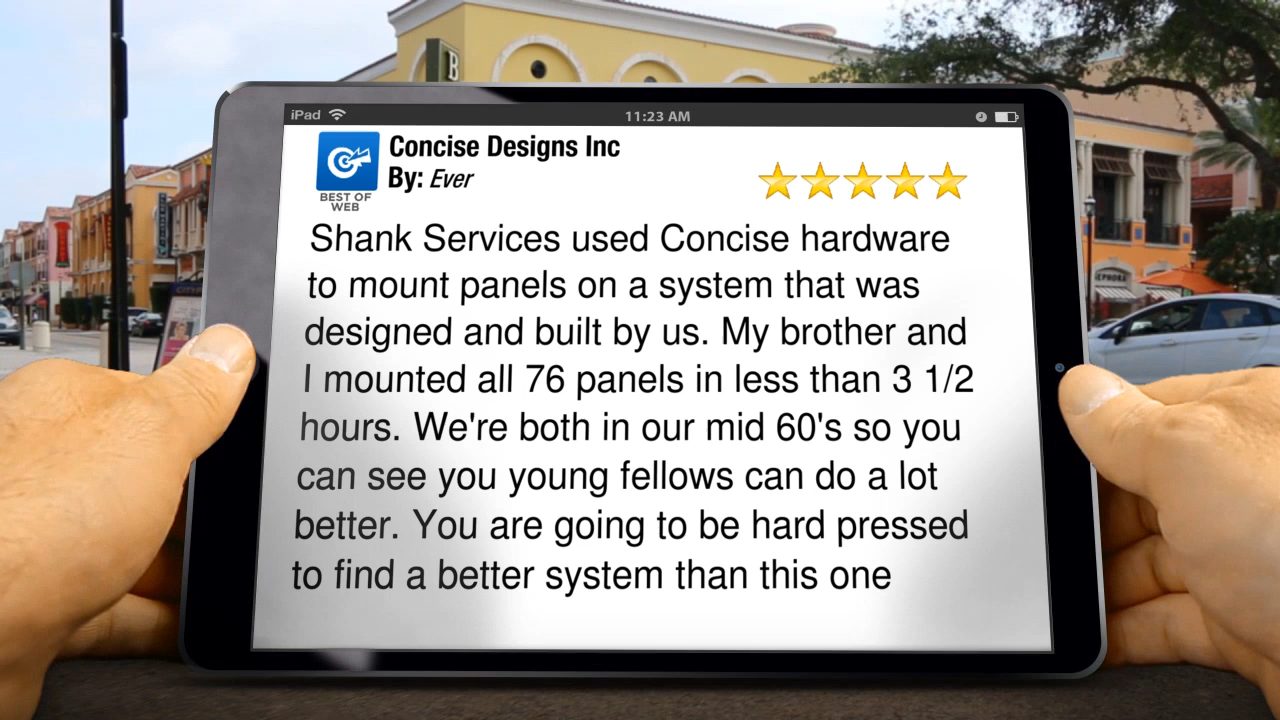 B
iPad
11:23 AM
Concise Designs Inc
By: Ever
BEST OF
WEB
Shank Services used Concise hardware
to mount panels on a system that was
designed and built by us. My brother and
I mounted all 76 panels in less than 3 1/2
hours. We're both in our mid 60's so you
can see you young fellows can do a lot
better. You are going to be hard pressed
to find a better system than this one
SEPHORA